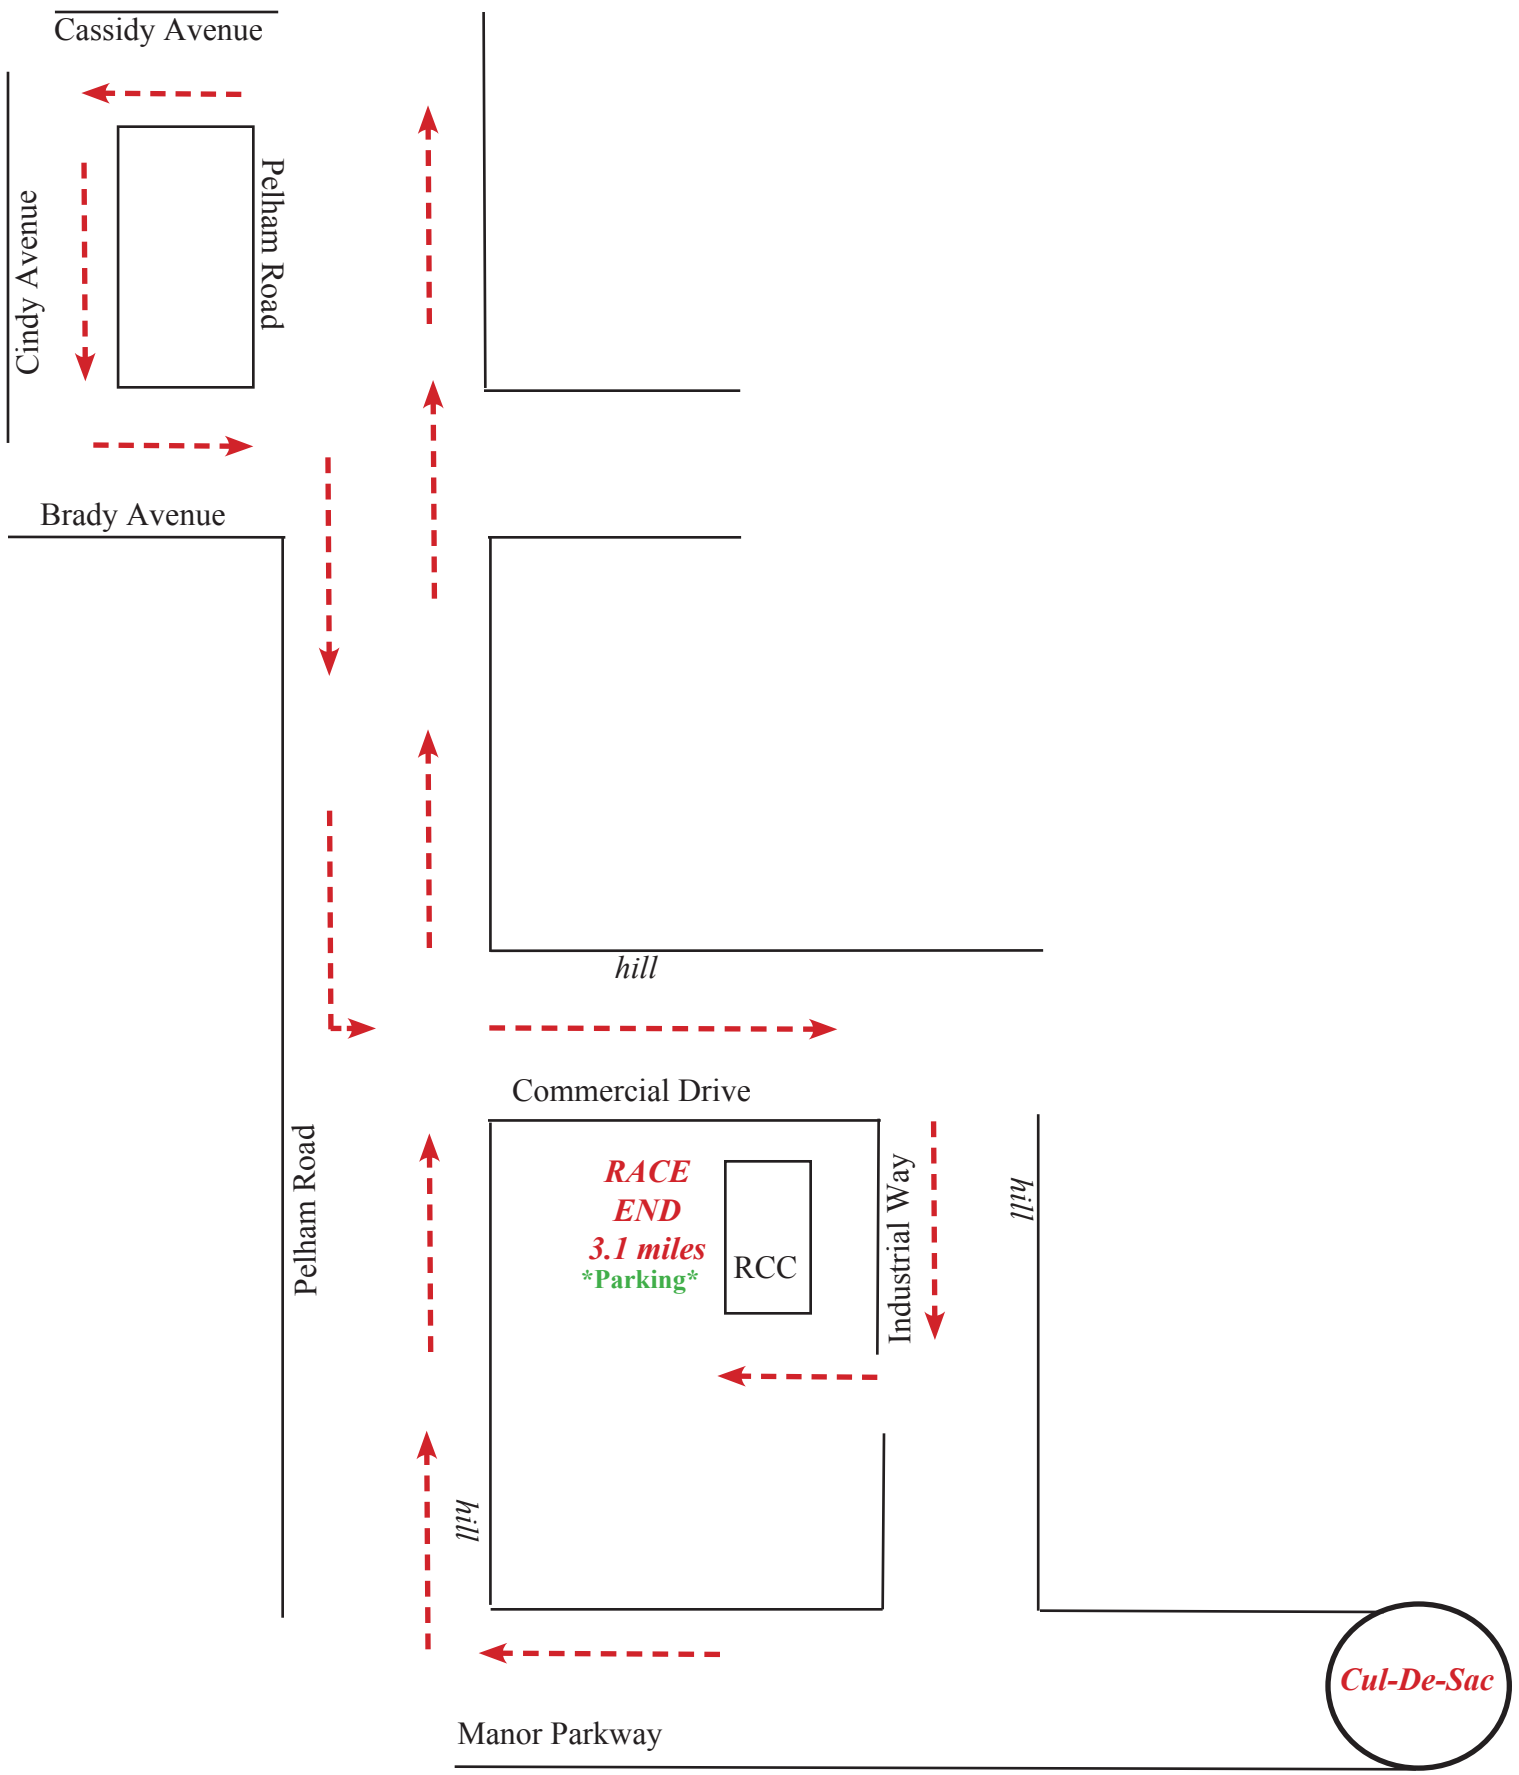 Cassidy Avenue
Pelham Road
Cindy Avenue
Brady Avenue
hill
Commercial Drive
Pelham Road
RACE
END
3.1 miles
*Parking*
RCC
Industrial Way
hill
hill
Cul-De-Sac
Manor Parkway